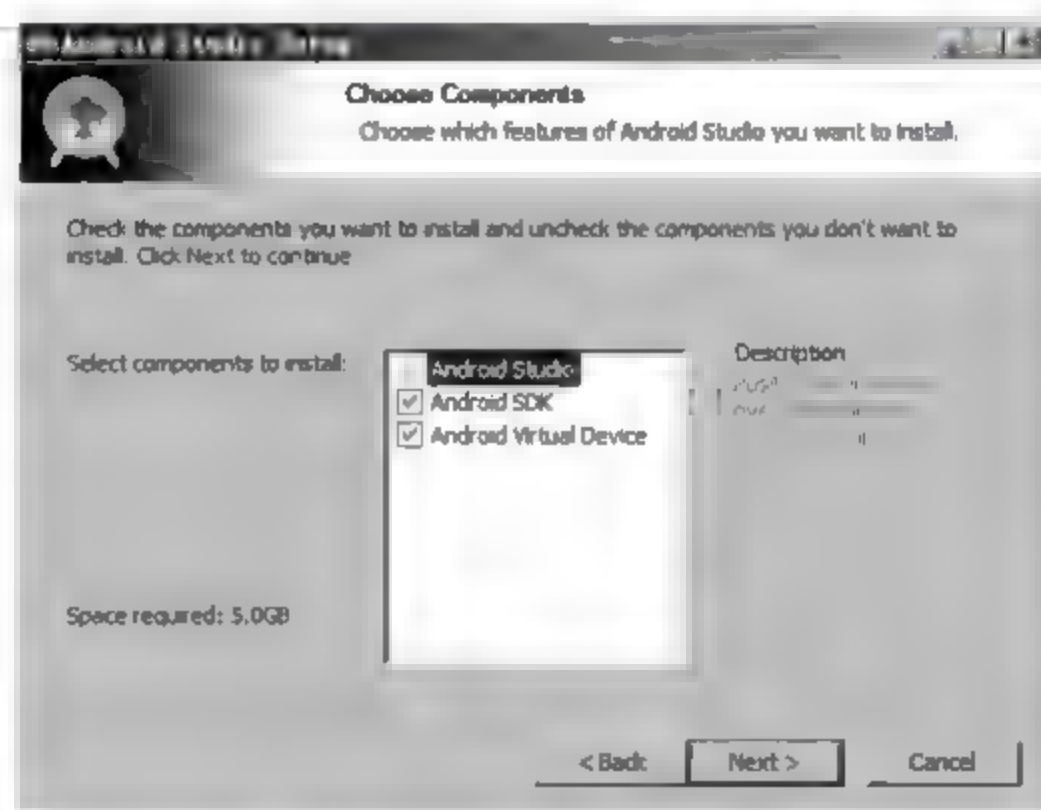 Android Studio Setup
Choose Components
Choose which features of Android Studio you want to install.
Check the components you want to install and uncheck the components you don't want to
install. Click Next to continue
Select components to install:
Android Studio
Android SDK
Android Virtual Device
Description
Space required: 5.0GB
< Back
Next >
Cancel